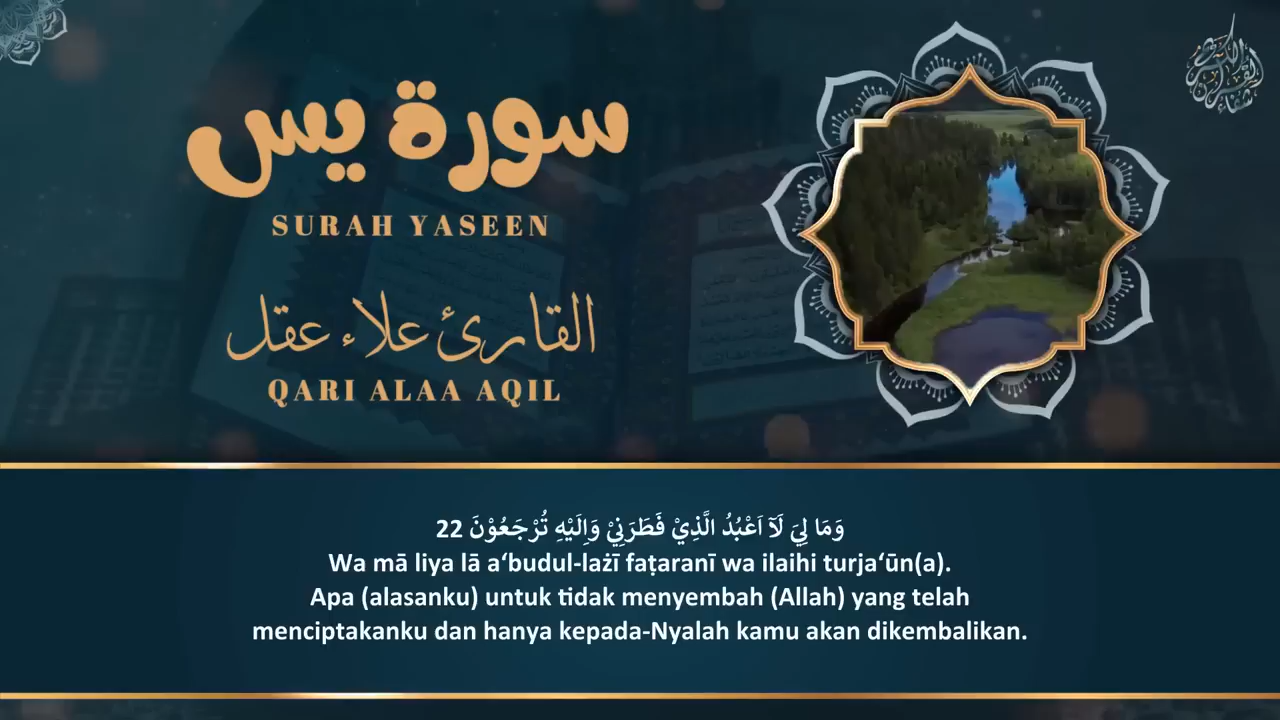 سورة يس
SURAH YASEEN
القارئ علاء عقل
QARI ALAA AQIL
وَمَا لِيَ لَآ اَعْبُدُ الَّذِيْ فَطَرَنِيْ وَاِلَيْهِ تُرْجَعُوْنَ 22
Wa mā liya lā a‘budul-lażī faṭaranī wa ilaihi turja‘ūn(a).
Apa (alasanku) untuk tidak menyembah (Allah) yang telah
menciptakanku dan hanya kepada-Nyalah kamu akan dikembalikan.